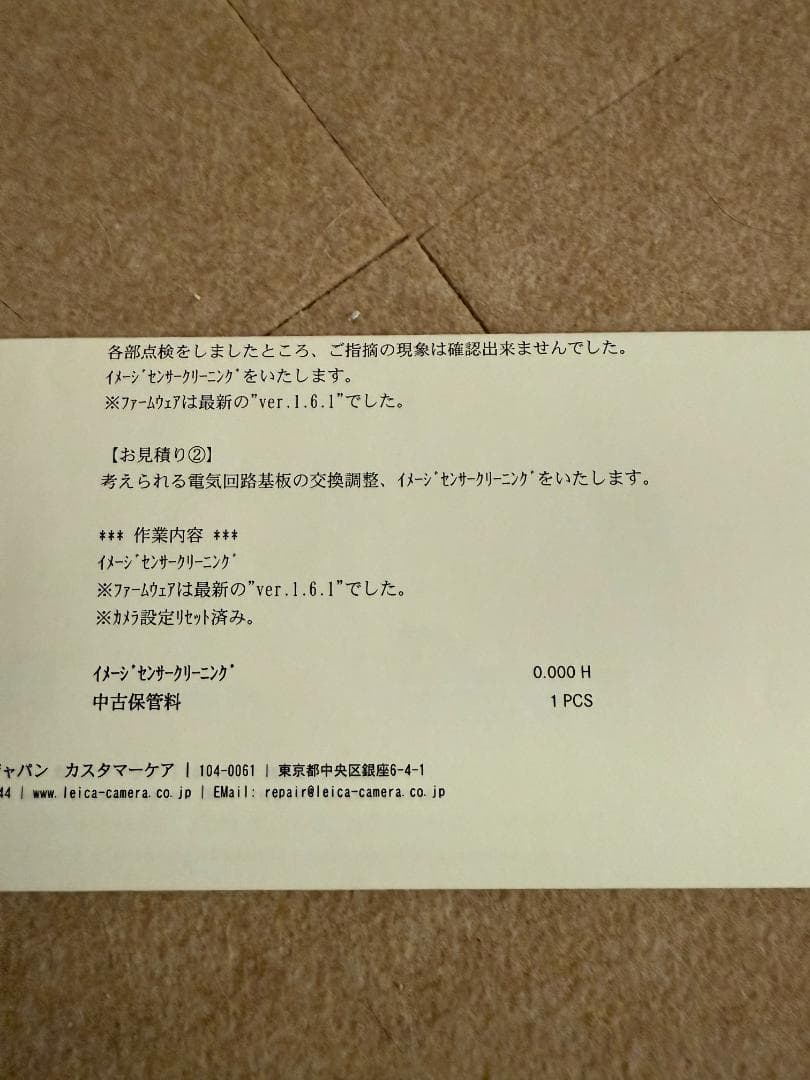 各部点検をしましたところ、ご指摘の現象は確認出来ませんでした。
ｲﾒｰｼﾞｾﾝｻｰｸﾘｰﾆﾝｸﾞをいたします。
※ﾌｧｰﾑｳｪｱは最新の"ver.1.6.1"でした。
【お見積り②】
考えられる電気回路基板の交換調整、ｲﾒｰｼﾞｾﾝｻｰｸﾘｰﾆﾝｸﾞをいたします。
*** 作業内容 ***
ｲﾒｰｼﾞｾﾝｻｰｸﾘｰﾆﾝｸﾞ
※ﾌｧｰﾑｳｪｱは最新の"ver.1.6.1"でした。
※ｶﾒﾗ設定ﾘｾｯﾄ済み。
ｲﾒｰｼﾞｾﾝｻｰｸﾘｰﾆﾝｸﾞ 0.000 H
中古保管料 1 PCS
ャパン カスタマーケア | 104-0061 | 東京都中央区銀座6-4-1
44 | www.leica-camera.co.jp | EMail: repair@leica-camera.co.jp